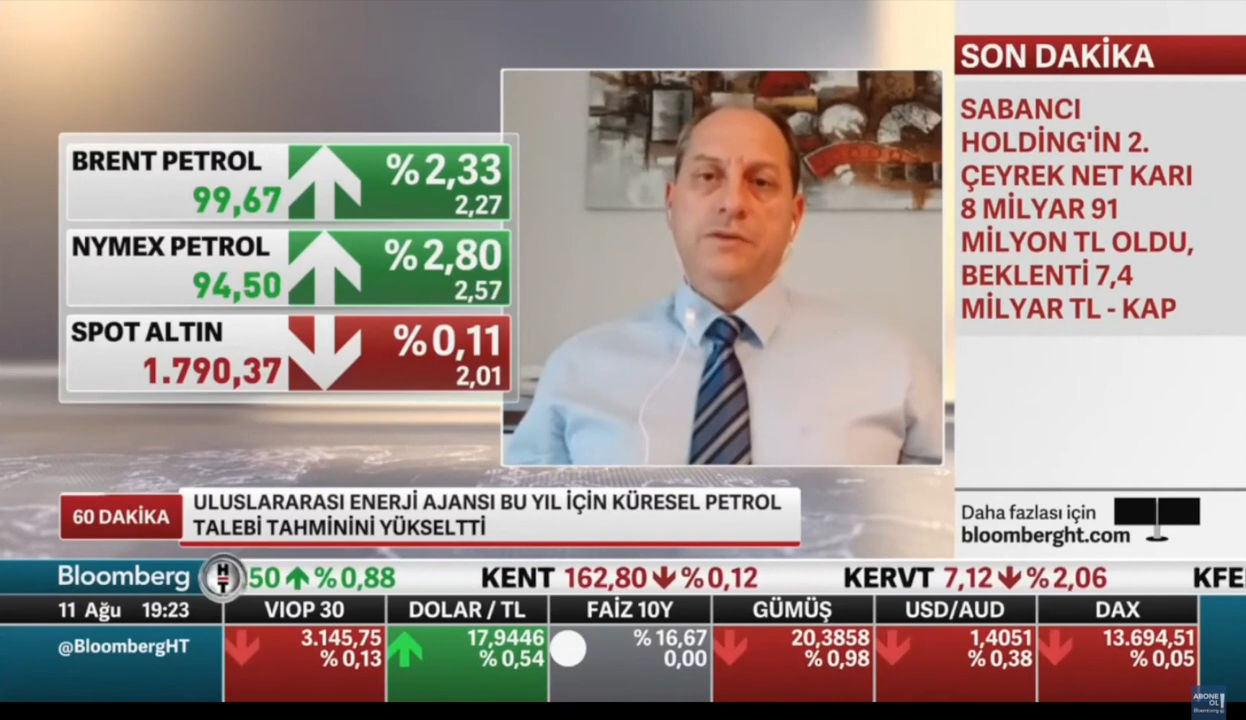 BRENT PETROL
99,67
%2,33
2,27
NYMEX PETROL
94,50
%2,80
2,57
SPOT ALTIN
1.790,37
%0,11
2,01
SON DAKİKA
SABANCI
HOLDİNG'İN 2.
ÇEYREK NET KARI
8 MİLYAR 91
MİLYON TL OLDU,
BEKLENTİ 7,4
MİLYAR TL - KAP
60 DAKİKA
ULUSLARARASI ENERJİ AJANSI BU YIL İÇİN KÜRESEL PETROL
TALEBİ TAHMİNİNİ YÜKSELTTİ
Daha fazlası için
bloomberght.com
Bloomberg HT 50 %0,88 KENT 162,80 %0,12 KERVT 7,12 %2,06 KFE
11 Ağu 19:23
@BloombergHT
VIOP 30
3.145,75
% 0,13
DOLAR / TL
17,9446
% 0,54
FAİZ 10Y
% 16,67
0,00
GÜMÜŞ
20,3858
% 0,98
USD/AUD
1,4051
% 0,38
DAX
13.694,51
% 0,05
ABONE
OL
Bloomberg